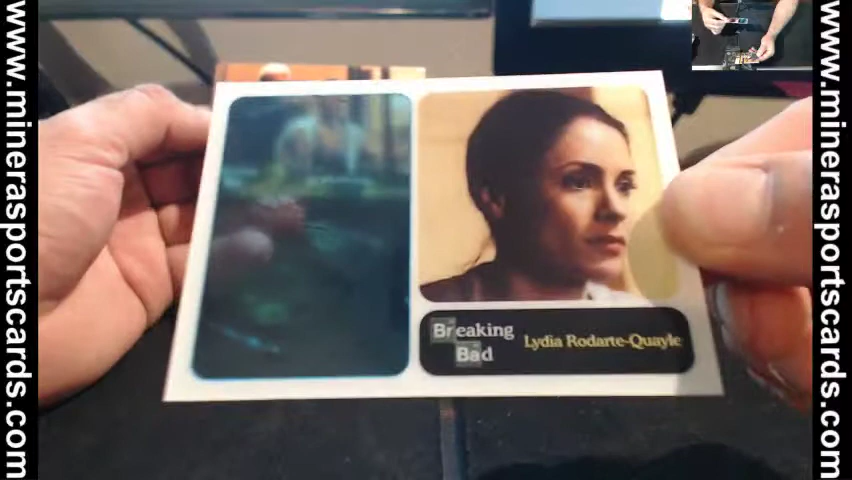 www.minerasportscards.com
Breaking
Bad
Lydia Rodarte-Quayle
www.minerasportscards.com